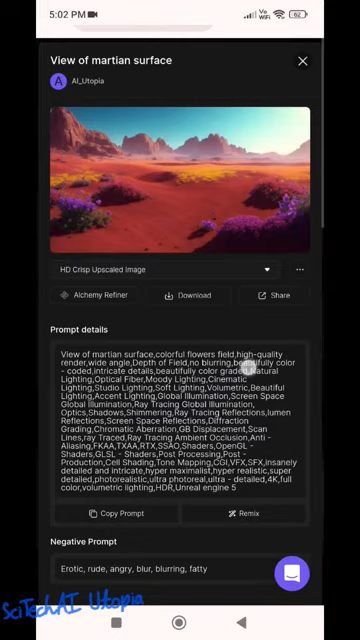 5:02 PM
Vo
WiFi
62
View of martian surface
A
AI_Utopia
HD Crisp Upscaled Image
Alchemy Refiner
Download
Share
Prompt details
View of martian surface,colorful flowers field,high-quality
render,wide angle,Depth of Field,no blurring,beautifully color
- coded,intricate details,beautifully color graded,Natural
Lighting,Optical Fiber,Moody Lighting,Cinematic
Lighting,Studio Lighting,Soft Lighting,Volumetric,Beautiful
Lighting,Accent Lighting,Global Illumination,Screen Space
Global Illumination,Ray Tracing Global Illumination,
Optics,Shadows,Shimmering,Ray Tracing Reflections,lumen
Reflections,Screen Space Reflections,Diffraction
Grading,Chromatic Aberration,GB Displacement,Scan
Lines,ray Traced,Ray Tracing Ambient Occlusion,Anti -
Aliasing,FKAA,TXAA,RTX,SSAO,Shaders,OpenGL -
Shaders,GLSL - Shaders,Post Processing,Post -
Production,Cell Shading,Tone Mapping,CGI,VFX,SFX,insanely
detailed and intricate,hyper maximalist,hyper realistic,super
detailed,photorealistic,ultra photoreal,ultra - detailed,4K,full
color,volumetric lighting,HDR,Unreal engine 5
Copy Prompt
Remix
Negative Prompt
Erotic, rude, angry, blur, blurring, fatty
SciTechAI Utopia